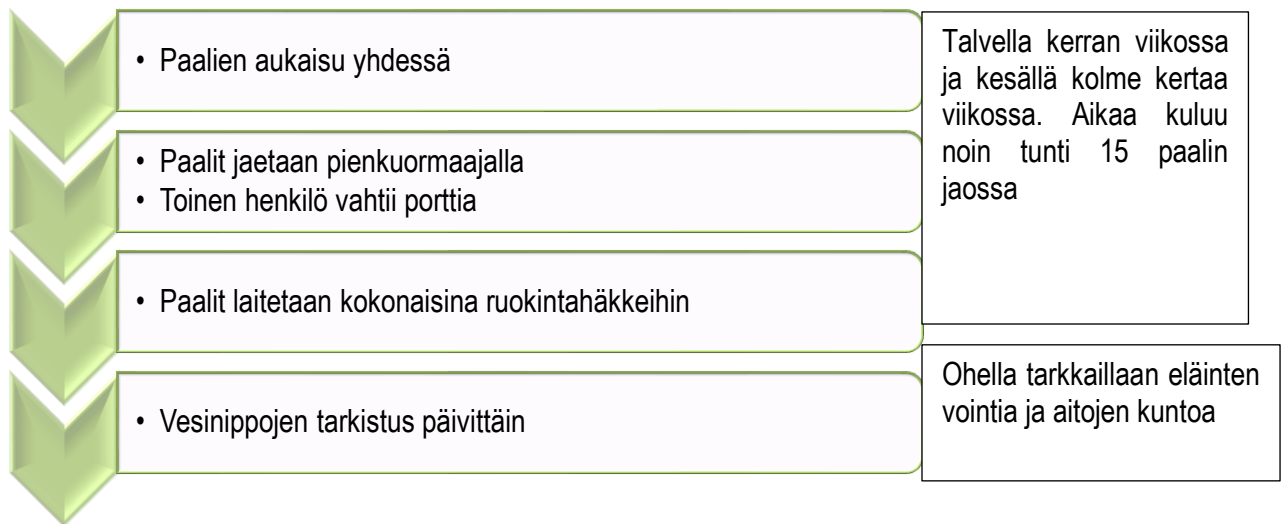 • Paalien aukaisu yhdessä
• Paalit jaetaan pienkuormaajalla
• Toinen henkilö vahtii porttia
• Paalit laitetaan kokonaisina ruokintahäkkeihin
• Vesinippojen tarkistus päivittäin
Talvella kerran viikossa
ja kesällä kolme kertaa
viikossa. Aikaa kuluu
noin tunti 15 paalin
jaossa
Ohella tarkkaillaan eläinten
vointia ja aitojen kuntoa